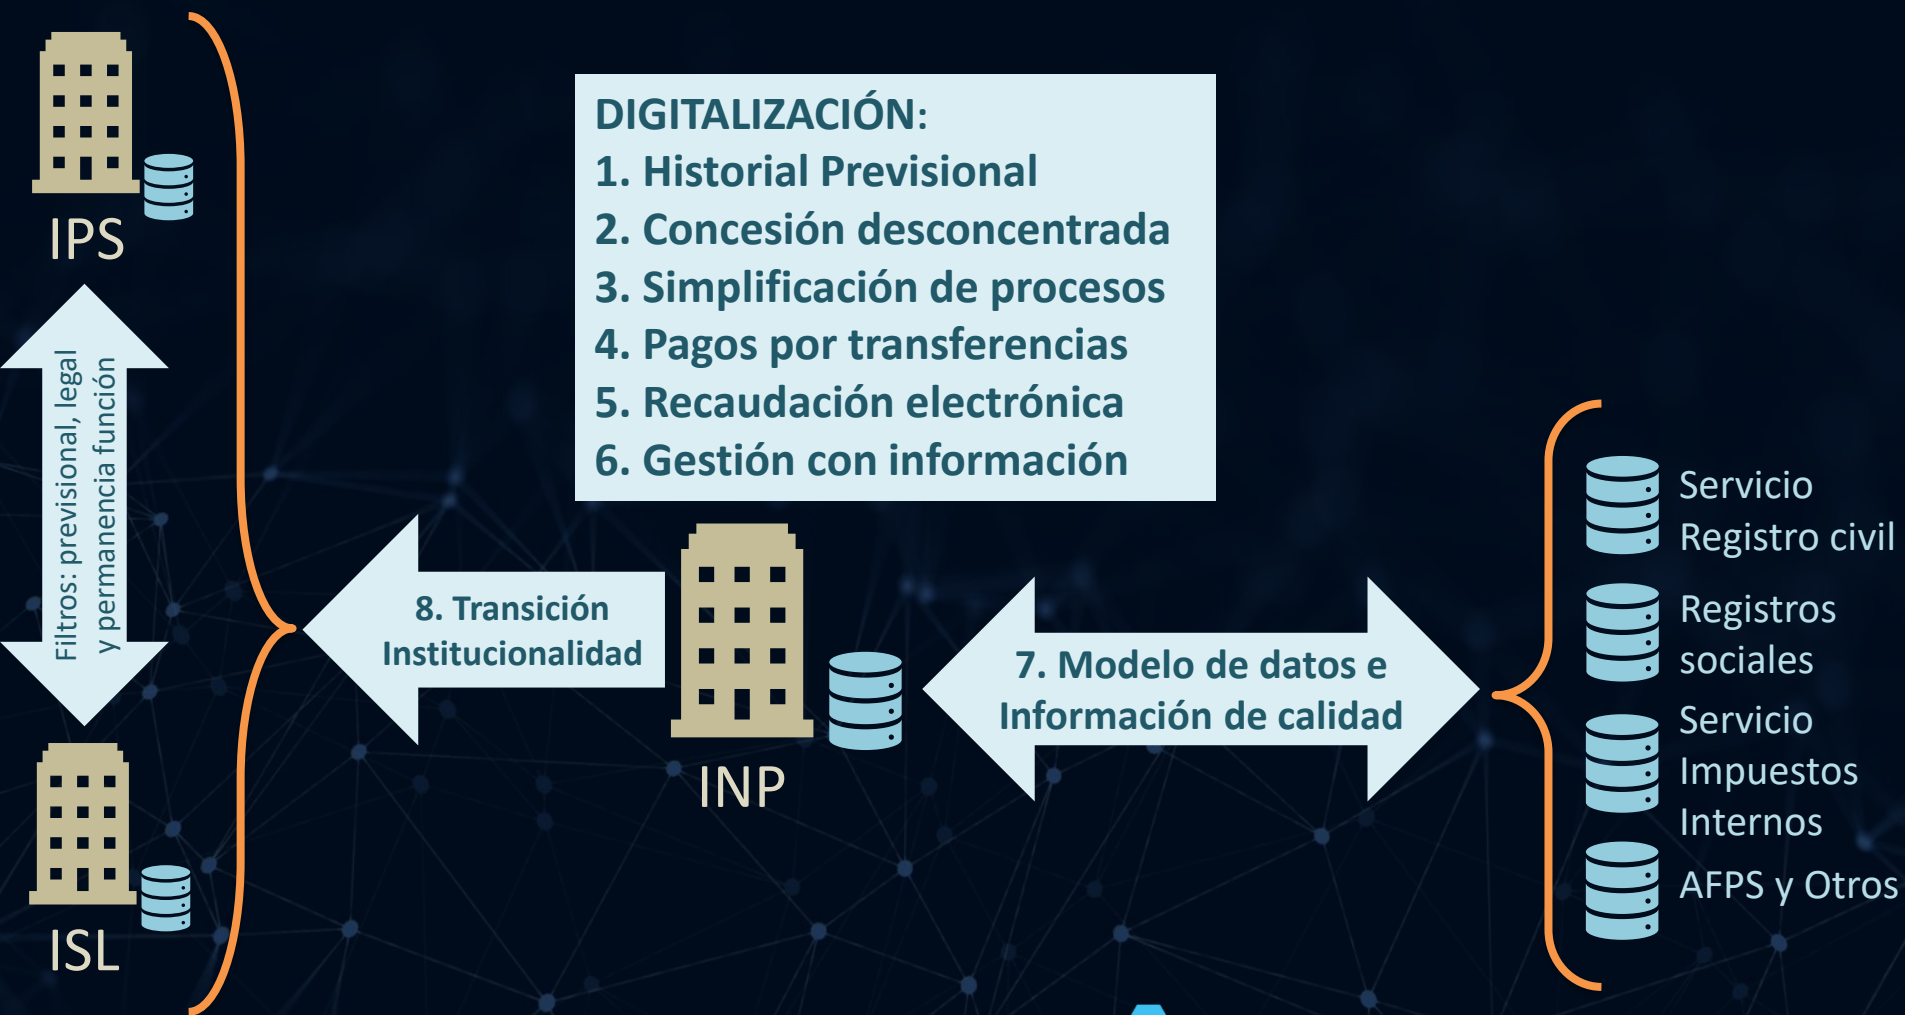 IPS
Filtros: previsional, legal
y permanencia función
ISL
DIGITALIZACIÓN:
1. Historial Previsional
2. Concesión desconcentrada
3. Simplificación de procesos
4. Pagos por transferencias
5. Recaudación electrónica
6. Gestión con información
8. Transición
Institucionalidad
INP
7. Modelo de datos e
Información de calidad
Servicio
Registro civil
Registros
sociales
Servicio
Impuestos
Internos
AFPS y Otros